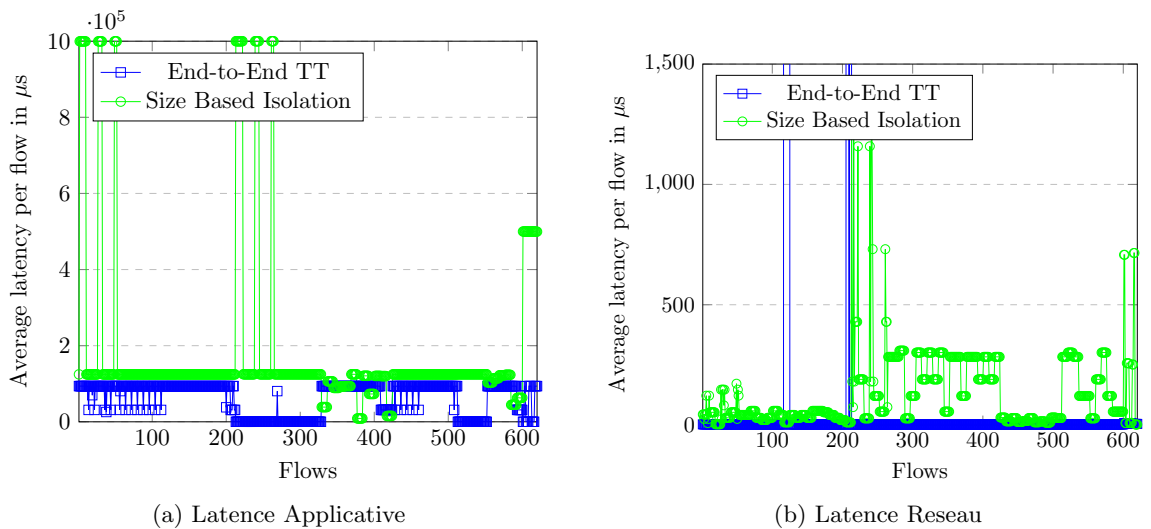 ·10⁵
10
8
6
4
2
0
100 200 300 400 500 600
Average latency per flow in μs
Flows
End-to-End TT
Size Based Isolation
(a) Latence Applicative
1,500
1,000
500
0
100 200 300 400 500 600
Average latency per flow in μs
Flows
End-to-End TT
Size Based Isolation
(b) Latence Reseau